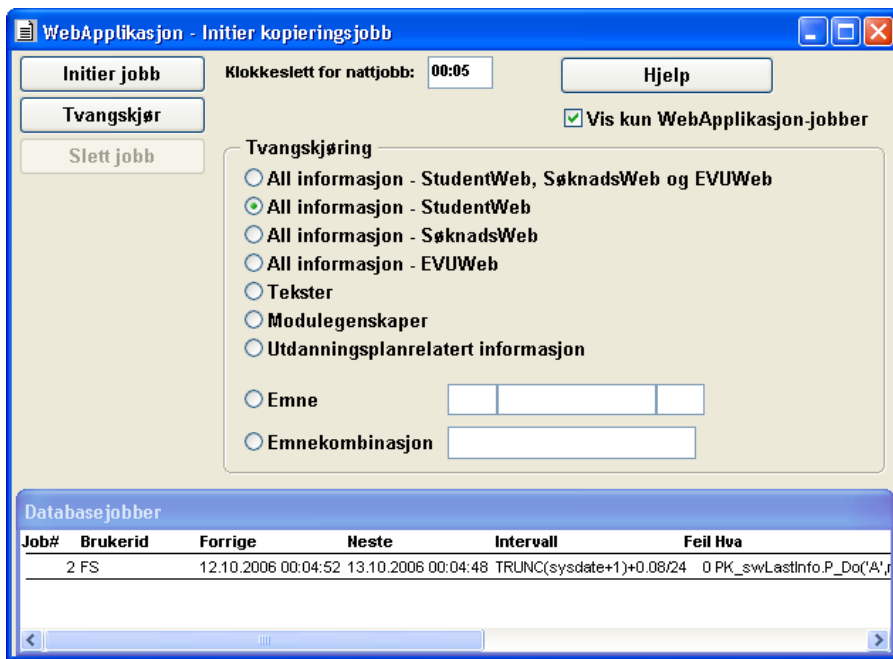 WebApplikasjon - Initier kopieringsjobb
Initier jobb
Klokkeslett for nattjobb: 00:05
Hjelp
Tvangskjør
Vis kun WebApplikasjon-jobber
Slett jobb
Tvangskjøring
All informasjon - StudentWeb, SøknadsWeb og EVUWeb
All informasjon - StudentWeb
All informasjon - SøknadsWeb
All informasjon - EVUWeb
Tekster
Modulegenskaper
Utdanningsplanrelatert informasjon
Emne
Emnekombinasjon
Databasejobber
Job# Brukerid Forrige Neste Intervall Feil Hva
2 FS 12.10.2006 00:04:52 13.10.2006 00:04:48 TRUNC(sysdate+1)+0.08/24 0 PK_swLastInfo.P_Do('A',r